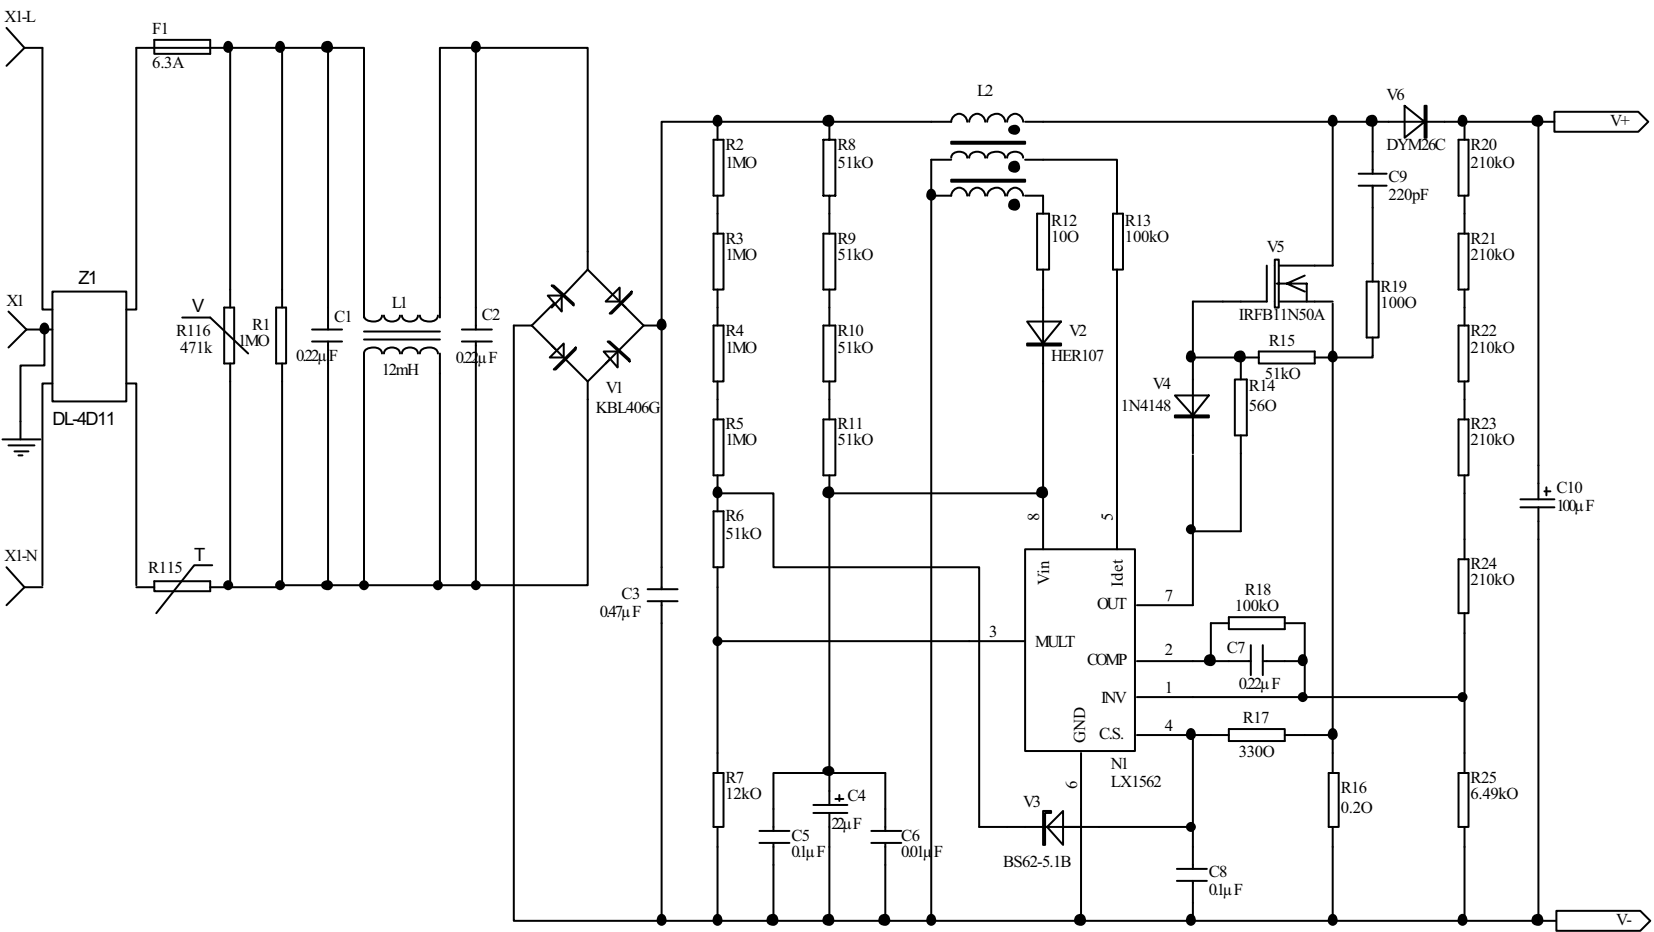 X1-L
F1
6.3A
L2
V6
V+
DYM26C
R2
1MO
R8
51kO
R20
210kO
C9
220pF
R12
10O
R13
100kO
R3
1MO
R9
51kO
V5
R21
210kO
Z1
X1
V
R116
471k
R1
1MO
C1
0.22µF
L1
12mH
C2
0.22µF
R19
100O
IRFB11N50A
R4
1MO
R10
51kO
V2
HER107
R15
51kO
R22
210kO
V1
KBL406G
V4
1N4148
R14
56O
DL-4D11
R5
1MO
R11
51kO
R23
210kO
C10
+
100µF
R6
51kO
8
5
X1-N
R115
T
Vin
Idet
R24
210kO
C3
0.47µF
OUT
7
R18
100kO
3
MULT
COMP
2
C7
0.22µF
INV
1
GND
C.S.
4
R17
330O
N1
LX1562
6
R7
12kO
+
C4
22µF
C5
0.1µF
C6
0.01µF
V3
BS62-5.1B
R16
0.2O
R25
6.49kO
C8
0.1µF
V-